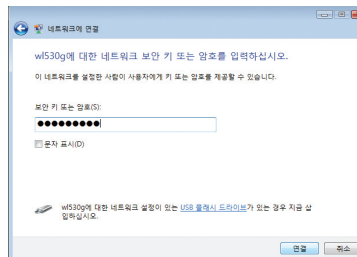 네트워크에 연결
wl530g에 대한 네트워크 보안 키 또는 암호를 입력하십시오.
이 네트워크를 설정한 사람이 사용자에게 키 또는 암호를 제공할 수 있습니다.
보안 키 또는 암호(S):
●●●●●●●●●
문자 표시(D)
wl530g에 대한 네트워크 설정이 있는 USB 플래시 드라이브가 있는 경우 지금 삽
입하십시오.
연결 취소